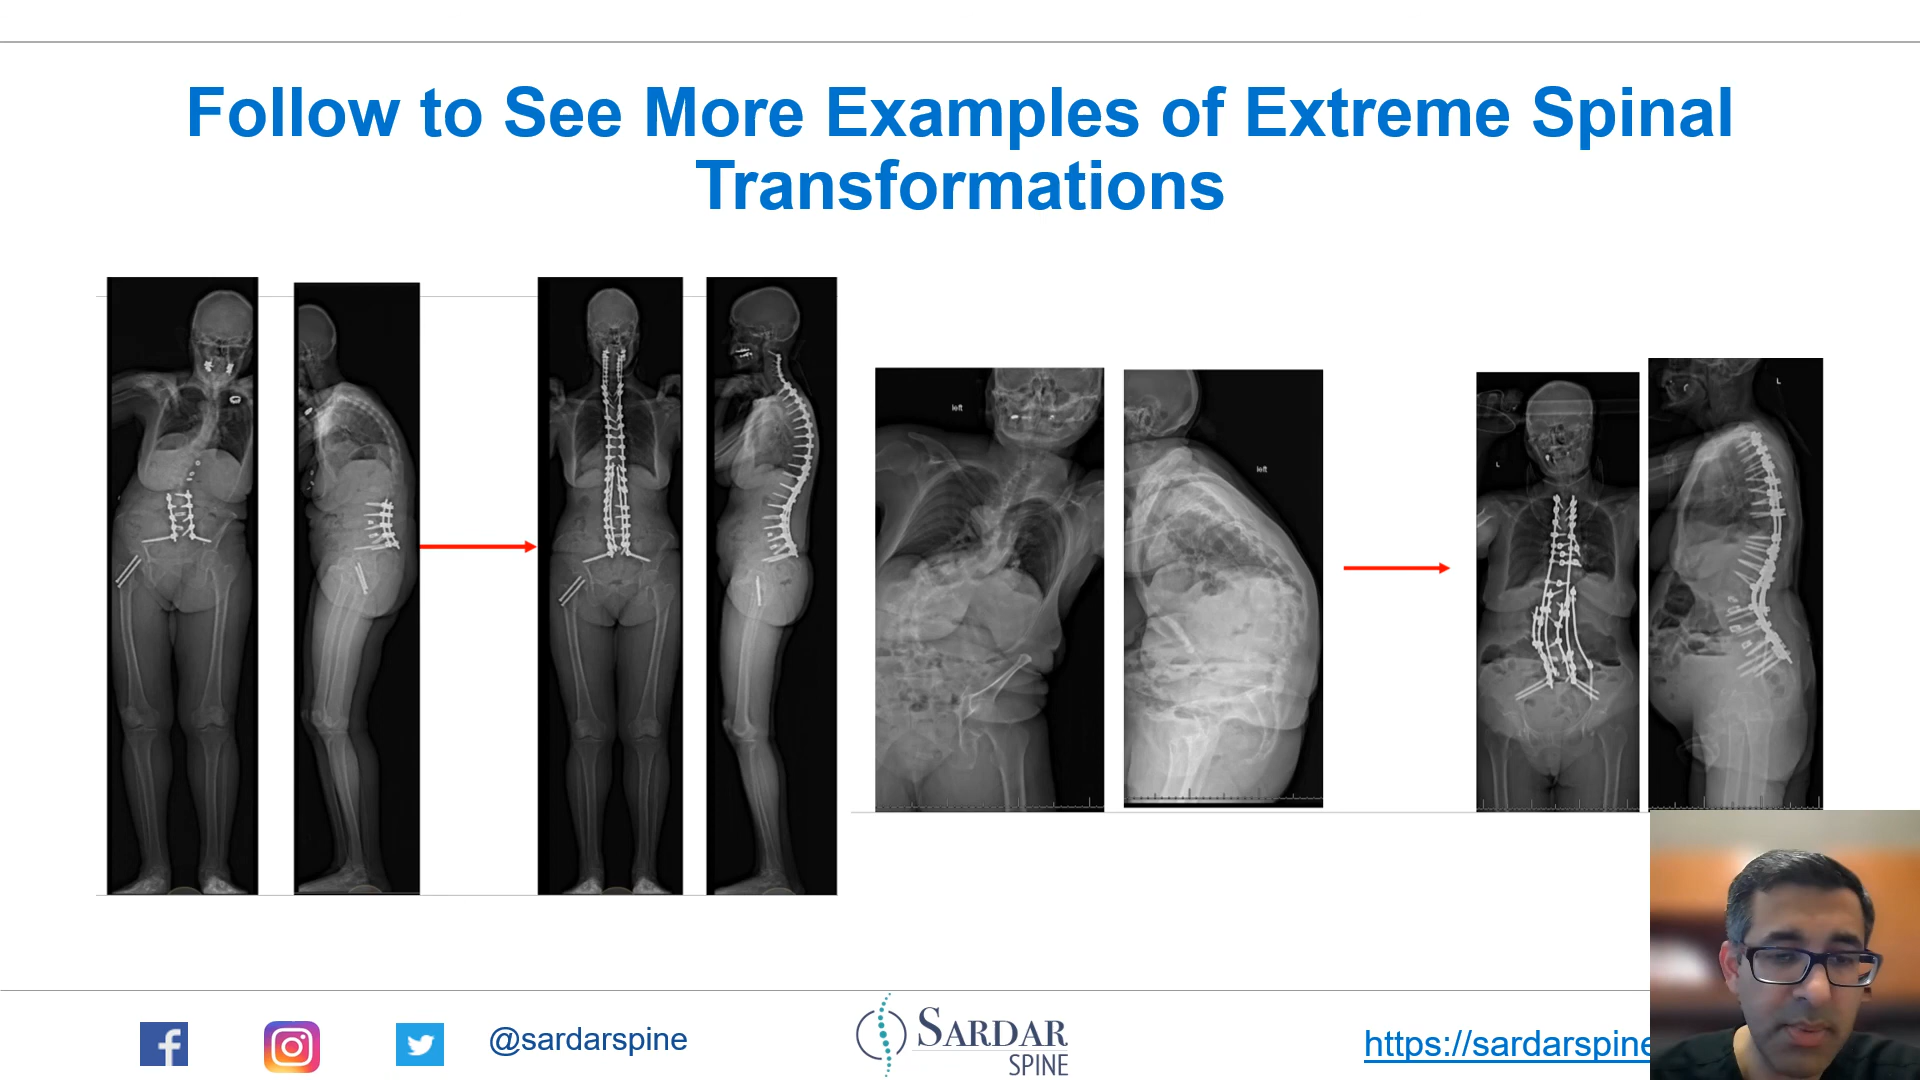 Follow to See More Examples of Extreme Spinal
Transformations
left
left
L
L
@sardarspine
SARDAR
SPINE
https://sardarspine